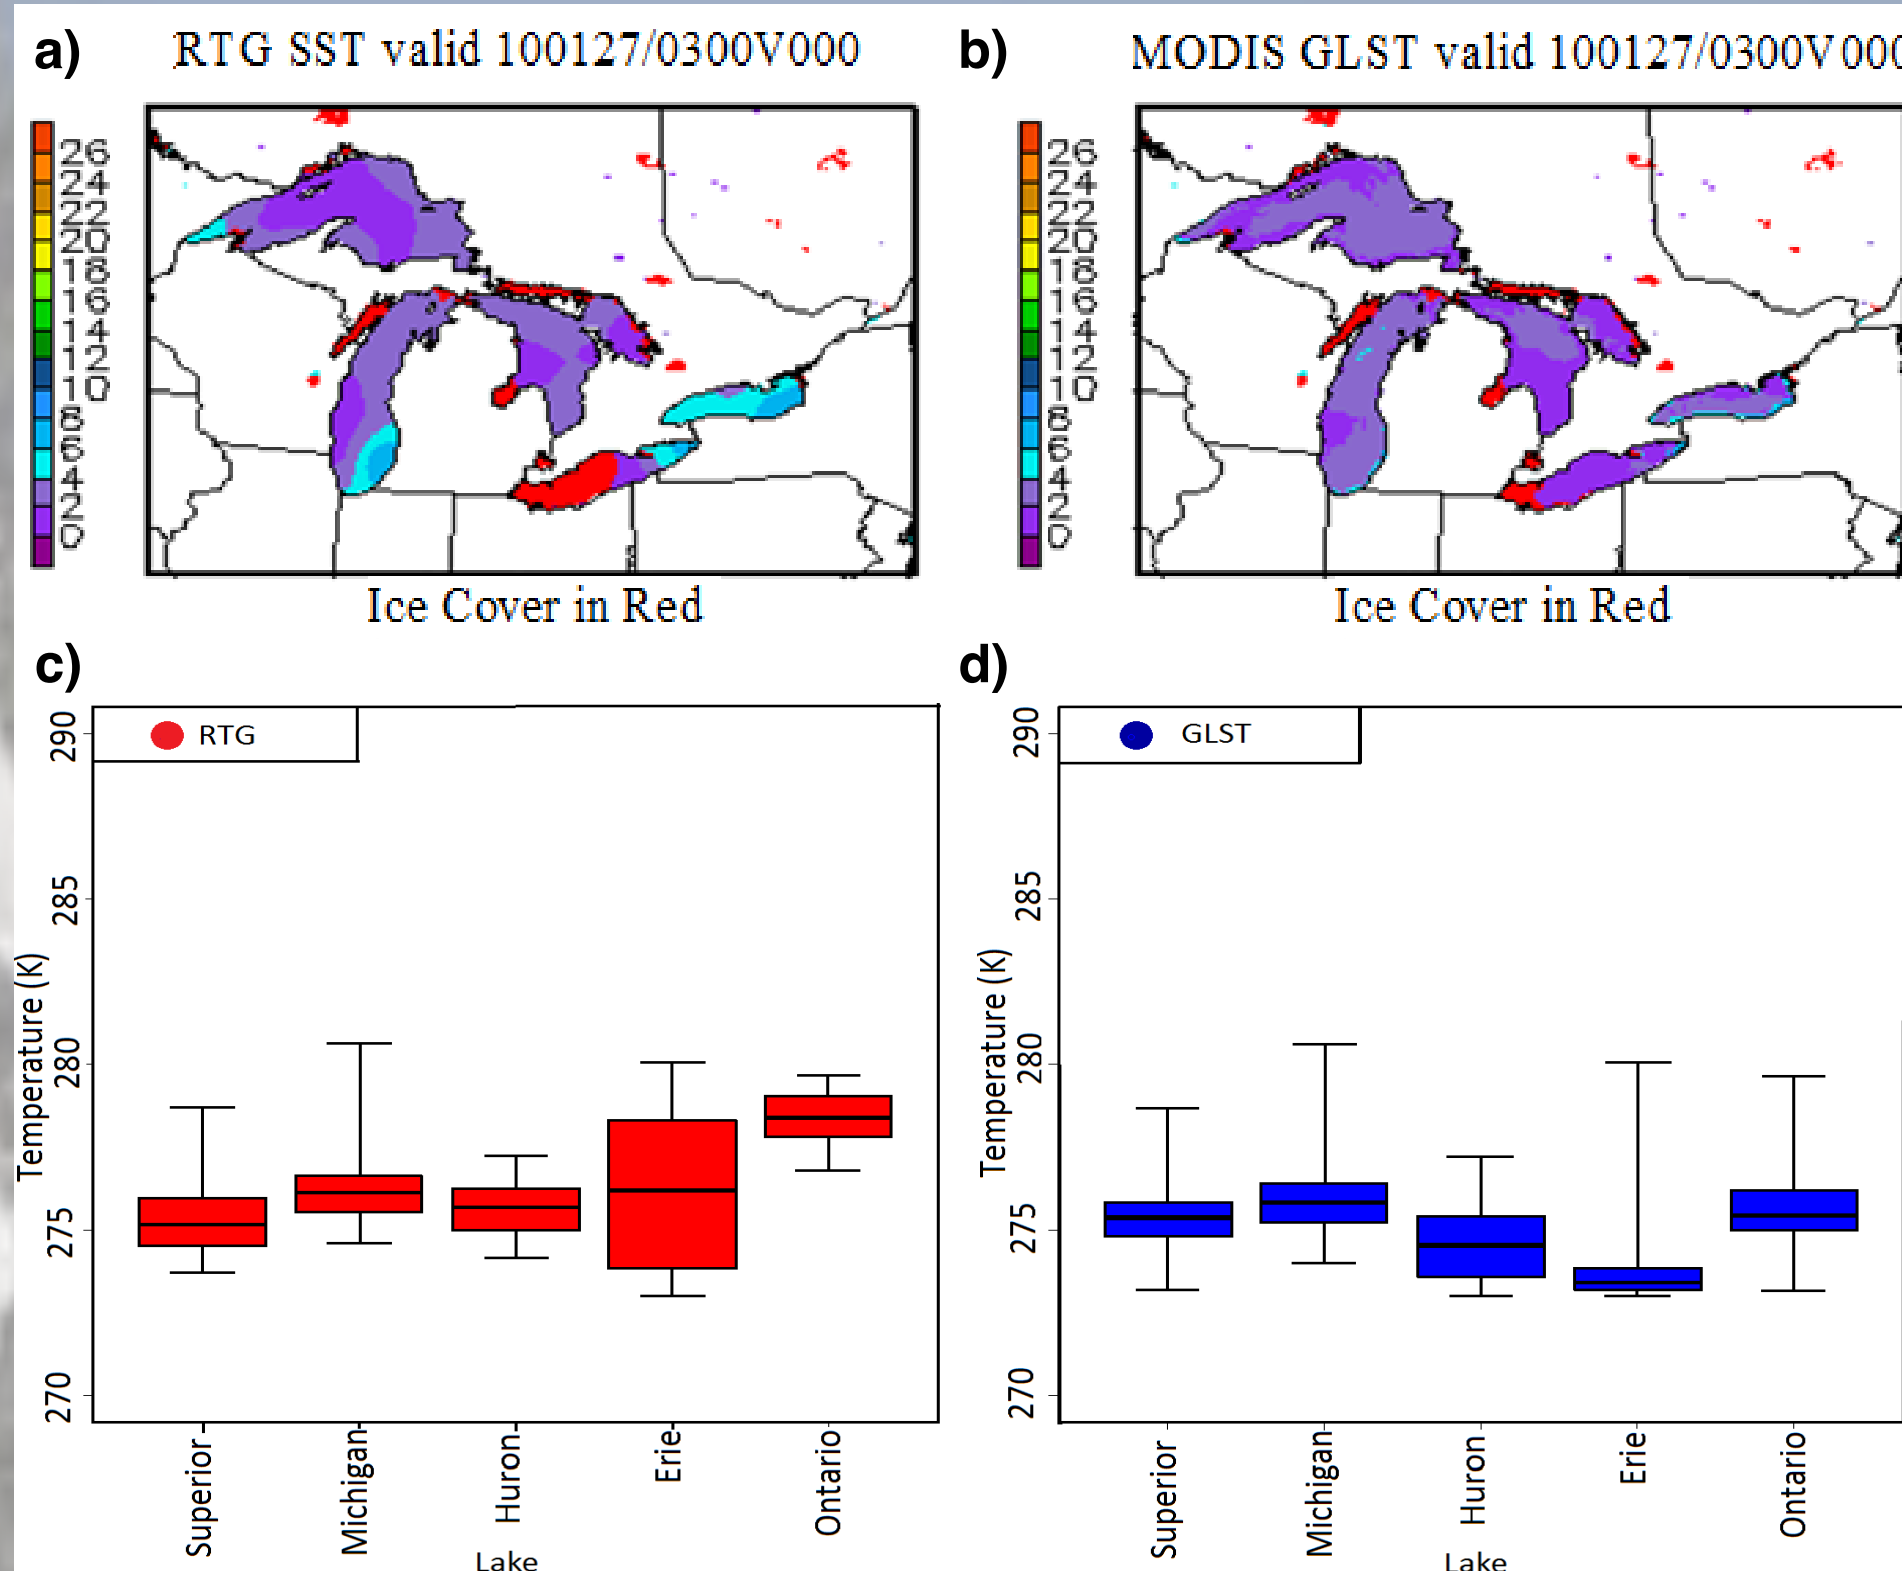 a)
RTG SST valid 100127/0300V000
26
24
22
20
18
16
14
12
10
8
6
4
2
0
Ice Cover in Red
b)
MODIS GLST valid 100127/0300V000
26
24
22
20
18
16
14
12
10
8
6
4
2
0
Ice Cover in Red
c)
RTG
290
285
280
275
270
Temperature (K)
Superior
Michigan
Huron
Erie
Ontario
Lake
d)
GLST
290
285
280
275
270
Temperature (K)
Superior
Michigan
Huron
Erie
Ontario
Lake